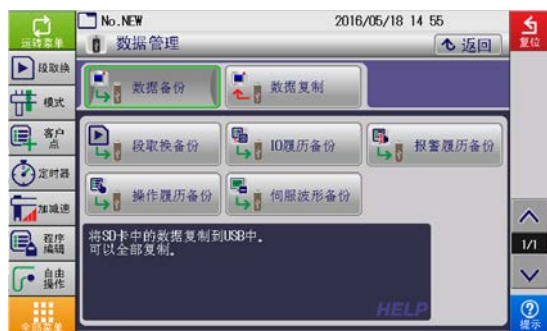 运转菜单
No.NEW
2016/05/18 14 55
复位
数据管理
返回
段取换
数据备份
数据复制
模式
客户点
段取换备份
IO履历备份
报警履历备份
定时器
操作履历备份
伺服波形备份
加减速
程序编辑
将SD卡中的数据复制到USB中。
可以全部复制。
1/1
自由操作
HELP
全部菜单
提示